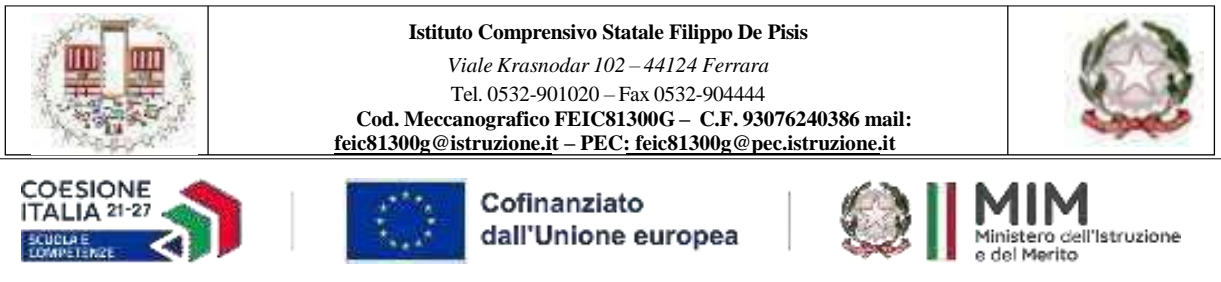 Istituto Comprensivo Statale Filippo De Pisis
Viale Krasnodar 102 – 44124 Ferrara
Tel. 0532-901020 – Fax 0532-904444
Cod. Meccanografico FEIC81300G – C.F. 93076240386 mail:
feic81300g@istruzione.it – PEC: feic81300g@pec.istruzione.it
COESIONE
ITALIA 21-27
SCUOLA E
COMPETENZE
Cofinanziato
dall'Unione europea
MIM
Ministero dell'Istruzione
e del Merito